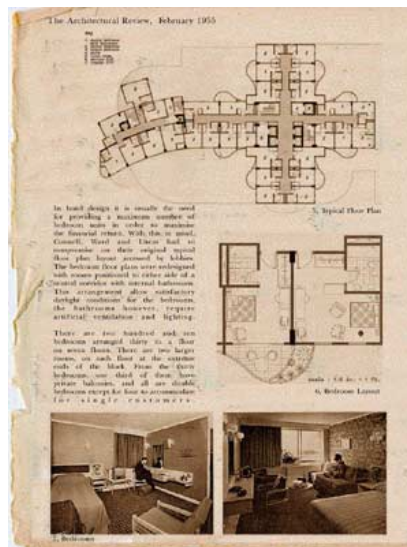 The Architectural Review, February 1955
5. Typical Floor Plan
In hotel design it is usually the need
for providing a maximum number of
bedroom units in order to maximise
the financial return. With this in mind,
Connell, Ward and Lucas had to
compromise on their original typical
floor plan layout accessed by lobbies.
The bedroom floor plans were redesigned
with rooms positioned to either side of a
central corridor with internal bathrooms.
This arrangement allow satisfactory
daylight conditions for the bedroom,
the bathrooms however, require
artificial ventilation and lighting.
There are two hundred and ten
bedrooms arranged thirty to a floor
on seven floors. There are two larger
rooms, on each floor at the extreme
ends of the block. From the thirty
bedrooms, one third of them have
private balconies, and all are double
bedrooms except for four to accommodate
for single customers.
6. Bedroom Layout
7. Bedrooms